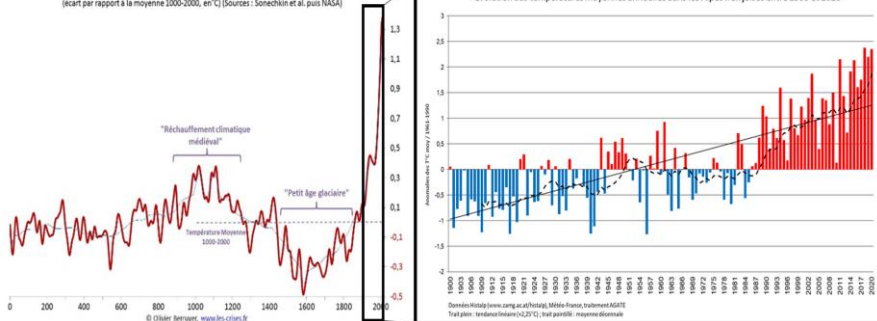 (écart par rapport à la moyenne 1000-2000, en°C) (Sources : Sonechkin et al. puis NASA)
1,3
1,1
0,9
0,7
0,5
0,3
0,1
-0,1
-0,3
-0,5
"Réchauffement climatique
médiéval"
"Petit âge glaciaire"
Température Moyenne
1000-2000
0 200 400 600 800 1000 1200 1400 1600 1800 2000
© Olivier Berruyer, www.les-crises.fr
Anomalies des T°C moy / 1961-1990
3
2,5
2
1,5
1
0,5
0
-0,5
-1
-1,5
-2
1900 1903 1906 1909 1912 1915 1918 1921 1924 1927 1930 1933 1936 1939 1942 1945 1948 1951 1954 1957 1960 1963 1966 1969 1972 1975 1978 1981 1984 1987 1990 1993 1996 1999 2002 2005 2008 2011 2014 2017 2020
Données Histalp (www.zamg.ac.at/histalp), Météo-France, traitement AGATE
Trait plein : tendance linéaire (+2,25°C) ; trait pointillé : moyenne décennale